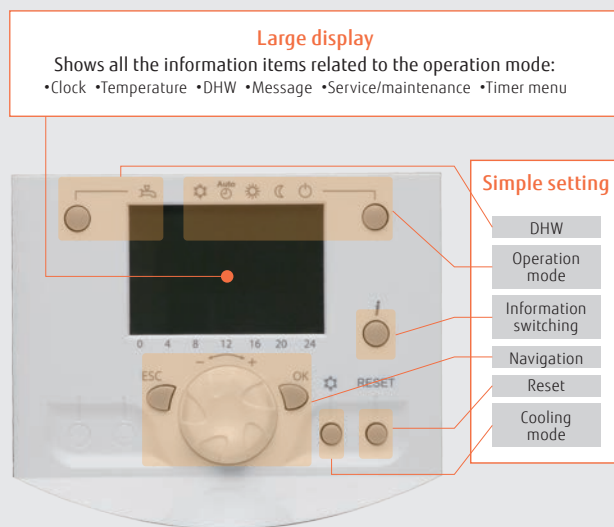 Large display
Shows all the information items related to the operation mode:
•Clock •Temperature •DHW •Message •Service/maintenance •Timer menu
Simple setting
Auto
DHW
Operation
mode
Information
switching
i
0 4 8 12 16 20 24
Navigation
− +
ESC
OK
RESET
Reset
Cooling
mode